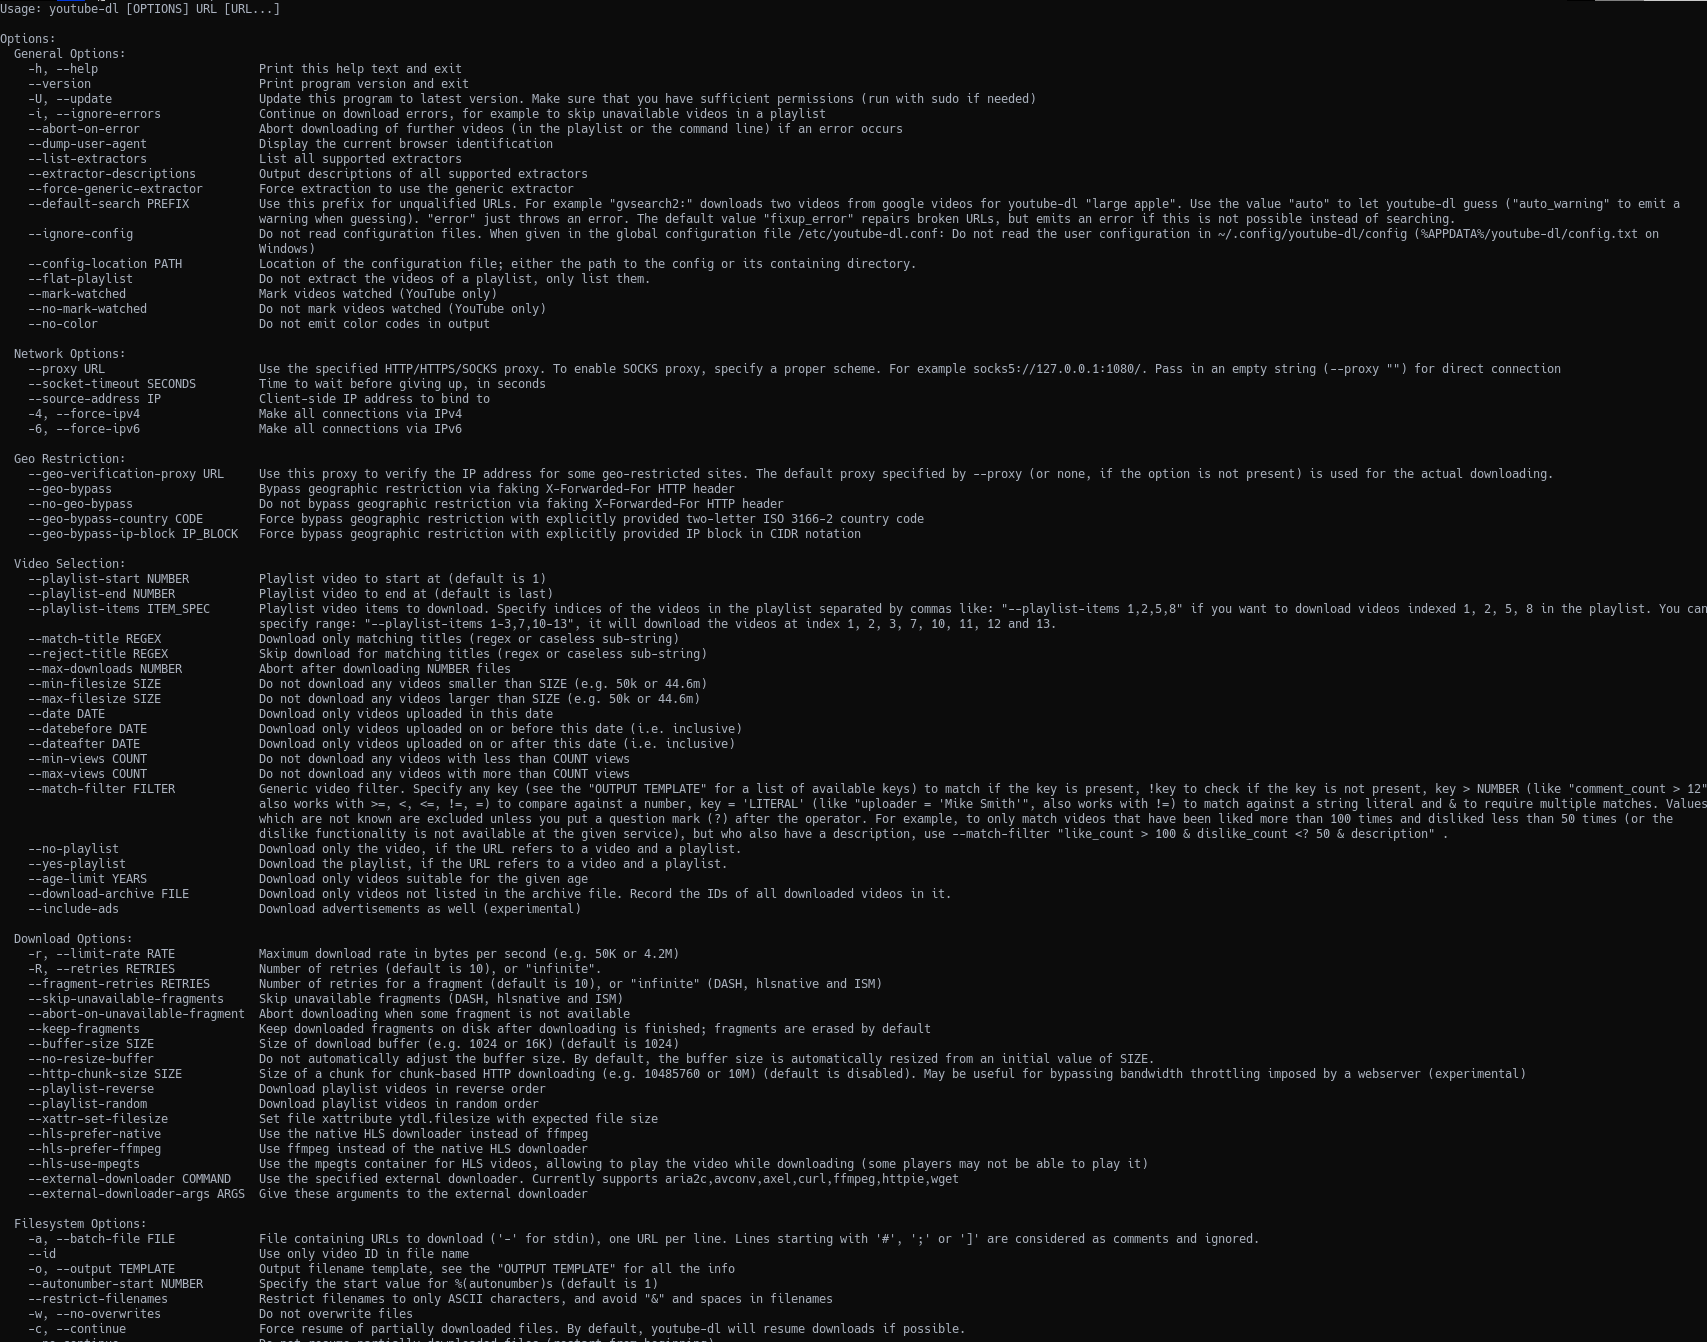 Usage: youtube-dl [OPTIONS] URL [URL...]

Options:
  General Options:
    -h, --help                       Print this help text and exit
    --version                        Print program version and exit
    -U, --update                     Update this program to latest version. Make sure that you have sufficient permissions (run with sudo if needed)
    -i, --ignore-errors              Continue on download errors, for example to skip unavailable videos in a playlist
    --abort-on-error                 Abort downloading of further videos (in the playlist or the command line) if an error occurs
    --dump-user-agent                Display the current browser identification
    --list-extractors                List all supported extractors
    --extractor-descriptions         Output descriptions of all supported extractors
    --force-generic-extractor        Force extraction to use the generic extractor
    --default-search PREFIX          Use this prefix for unqualified URLs. For example "gvsearch2:" downloads two videos from google videos for youtube-dl "large apple". Use the value "auto" to let youtube-dl guess ("auto_warning" to emit a
                                     warning when guessing). "error" just throws an error. The default value "fixup_error" repairs broken URLs, but emits an error if this is not possible instead of searching.
    --ignore-config                  Do not read configuration files. When given in the global configuration file /etc/youtube-dl.conf: Do not read the user configuration in ~/.config/youtube-dl/config (%APPDATA%/youtube-dl/config.txt on
                                     Windows)
    --config-location PATH           Location of the configuration file; either the path to the config or its containing directory.
    --flat-playlist                  Do not extract the videos of a playlist, only list them.
    --mark-watched                   Mark videos watched (YouTube only)
    --no-mark-watched                Do not mark videos watched (YouTube only)
    --no-color                       Do not emit color codes in output

  Network Options:
    --proxy URL                      Use the specified HTTP/HTTPS/SOCKS proxy. To enable SOCKS proxy, specify a proper scheme. For example socks5://127.0.0.1:1080/. Pass in an empty string (--proxy "") for direct connection
    --socket-timeout SECONDS         Time to wait before giving up, in seconds
    --source-address IP              Client-side IP address to bind to
    -4, --force-ipv4                 Make all connections via IPv4
    -6, --force-ipv6                 Make all connections via IPv6

  Geo Restriction:
    --geo-verification-proxy URL     Use this proxy to verify the IP address for some geo-restricted sites. The default proxy specified by --proxy (or none, if the option is not present) is used for the actual downloading.
    --geo-bypass                     Bypass geographic restriction via faking X-Forwarded-For HTTP header
    --no-geo-bypass                  Do not bypass geographic restriction via faking X-Forwarded-For HTTP header
    --geo-bypass-country CODE        Force bypass geographic restriction with explicitly provided two-letter ISO 3166-2 country code
    --geo-bypass-ip-block IP_BLOCK   Force bypass geographic restriction with explicitly provided IP block in CIDR notation

  Video Selection:
    --playlist-start NUMBER          Playlist video to start at (default is 1)
    --playlist-end NUMBER            Playlist video to end at (default is last)
    --playlist-items ITEM_SPEC       Playlist video items to download. Specify indices of the videos in the playlist separated by commas like: "--playlist-items 1,2,5,8" if you want to download videos indexed 1, 2, 5, 8 in the playlist. You can
                                     specify range: "--playlist-items 1-3,7,10-13", it will download the videos at index 1, 2, 3, 7, 10, 11, 12 and 13.
    --match-title REGEX              Download only matching titles (regex or caseless sub-string)
    --reject-title REGEX             Skip download for matching titles (regex or caseless sub-string)
    --max-downloads NUMBER           Abort after downloading NUMBER files
    --min-filesize SIZE              Do not download any videos smaller than SIZE (e.g. 50k or 44.6m)
    --max-filesize SIZE              Do not download any videos larger than SIZE (e.g. 50k or 44.6m)
    --date DATE                      Download only videos uploaded in this date
    --datebefore DATE                Download only videos uploaded on or before this date (i.e. inclusive)
    --dateafter DATE                 Download only videos uploaded on or after this date (i.e. inclusive)
    --min-views COUNT                Do not download any videos with less than COUNT views
    --max-views COUNT                Do not download any videos with more than COUNT views
    --match-filter FILTER            Generic video filter. Specify any key (see the "OUTPUT TEMPLATE" for a list of available keys) to match if the key is present, !key to check if the key is not present, key > NUMBER (like "comment_count > 12"
                                     also works with >=, <, <=, !=, =) to compare against a number, key = 'LITERAL' (like "uploader = 'Mike Smith'", also works with !=) to match against a string literal and & to require multiple matches. Values
                                     which are not known are excluded unless you put a question mark (?) after the operator. For example, to only match videos that have been liked more than 100 times and disliked less than 50 times (or the
                                     dislike functionality is not available at the given service), but who also have a description, use --match-filter "like_count > 100 & dislike_count <? 50 & description" .
    --no-playlist                    Download only the video, if the URL refers to a video and a playlist.
    --yes-playlist                   Download the playlist, if the URL refers to a video and a playlist.
    --age-limit YEARS                Download only videos suitable for the given age
    --download-archive FILE          Download only videos not listed in the archive file. Record the IDs of all downloaded videos in it.
    --include-ads                    Download advertisements as well (experimental)

  Download Options:
    -r, --limit-rate RATE            Maximum download rate in bytes per second (e.g. 50K or 4.2M)
    -R, --retries RETRIES            Number of retries (default is 10), or "infinite".
    --fragment-retries RETRIES       Number of retries for a fragment (default is 10), or "infinite" (DASH, hlsnative and ISM)
    --skip-unavailable-fragments     Skip unavailable fragments (DASH, hlsnative and ISM)
    --abort-on-unavailable-fragment  Abort downloading when some fragment is not available
    --keep-fragments                 Keep downloaded fragments on disk after downloading is finished; fragments are erased by default
    --buffer-size SIZE               Size of download buffer (e.g. 1024 or 16K) (default is 1024)
    --no-resize-buffer               Do not automatically adjust the buffer size. By default, the buffer size is automatically resized from an initial value of SIZE.
    --http-chunk-size SIZE           Size of a chunk for chunk-based HTTP downloading (e.g. 10485760 or 10M) (default is disabled). May be useful for bypassing bandwidth throttling imposed by a webserver (experimental)
    --playlist-reverse               Download playlist videos in reverse order
    --playlist-random                Download playlist videos in random order
    --xattr-set-filesize             Set file xattribute ytdl.filesize with expected file size
    --hls-prefer-native              Use the native HLS downloader instead of ffmpeg
    --hls-prefer-ffmpeg              Use ffmpeg instead of the native HLS downloader
    --hls-use-mpegts                 Use the mpegts container for HLS videos, allowing to play the video while downloading (some players may not be able to play it)
    --external-downloader COMMAND    Use the specified external downloader. Currently supports aria2c,avconv,axel,curl,ffmpeg,httpie,wget
    --external-downloader-args ARGS  Give these arguments to the external downloader

  Filesystem Options:
    -a, --batch-file FILE            File containing URLs to download ('-' for stdin), one URL per line. Lines starting with '#', ';' or ']' are considered as comments and ignored.
    --id                             Use only video ID in file name
    -o, --output TEMPLATE            Output filename template, see the "OUTPUT TEMPLATE" for all the info
    --autonumber-start NUMBER        Specify the start value for %(autonumber)s (default is 1)
    --restrict-filenames             Restrict filenames to only ASCII characters, and avoid "&" and spaces in filenames
    -w, --no-overwrites              Do not overwrite files
    -c, --continue                   Force resume of partially downloaded files. By default, youtube-dl will resume downloads if possible.